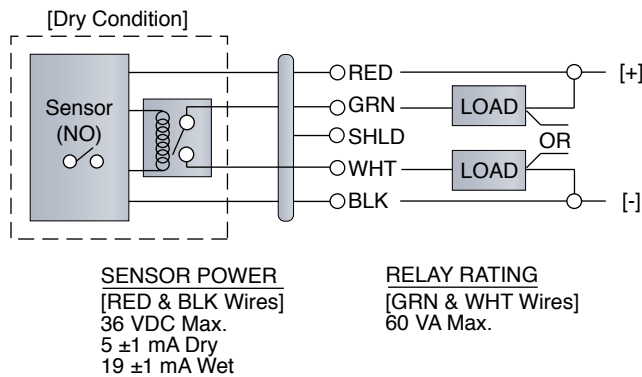 [Dry Condition]
Sensor
(NO)
RED
GRN
SHLD
WHT
BLK
LOAD
OR
LOAD
[+]
[-]
SENSOR POWER
[RED & BLK Wires]
36 VDC Max.
5 ±1 mA Dry
19 ±1 mA Wet
RELAY RATING
[GRN & WHT Wires]
60 VA Max.